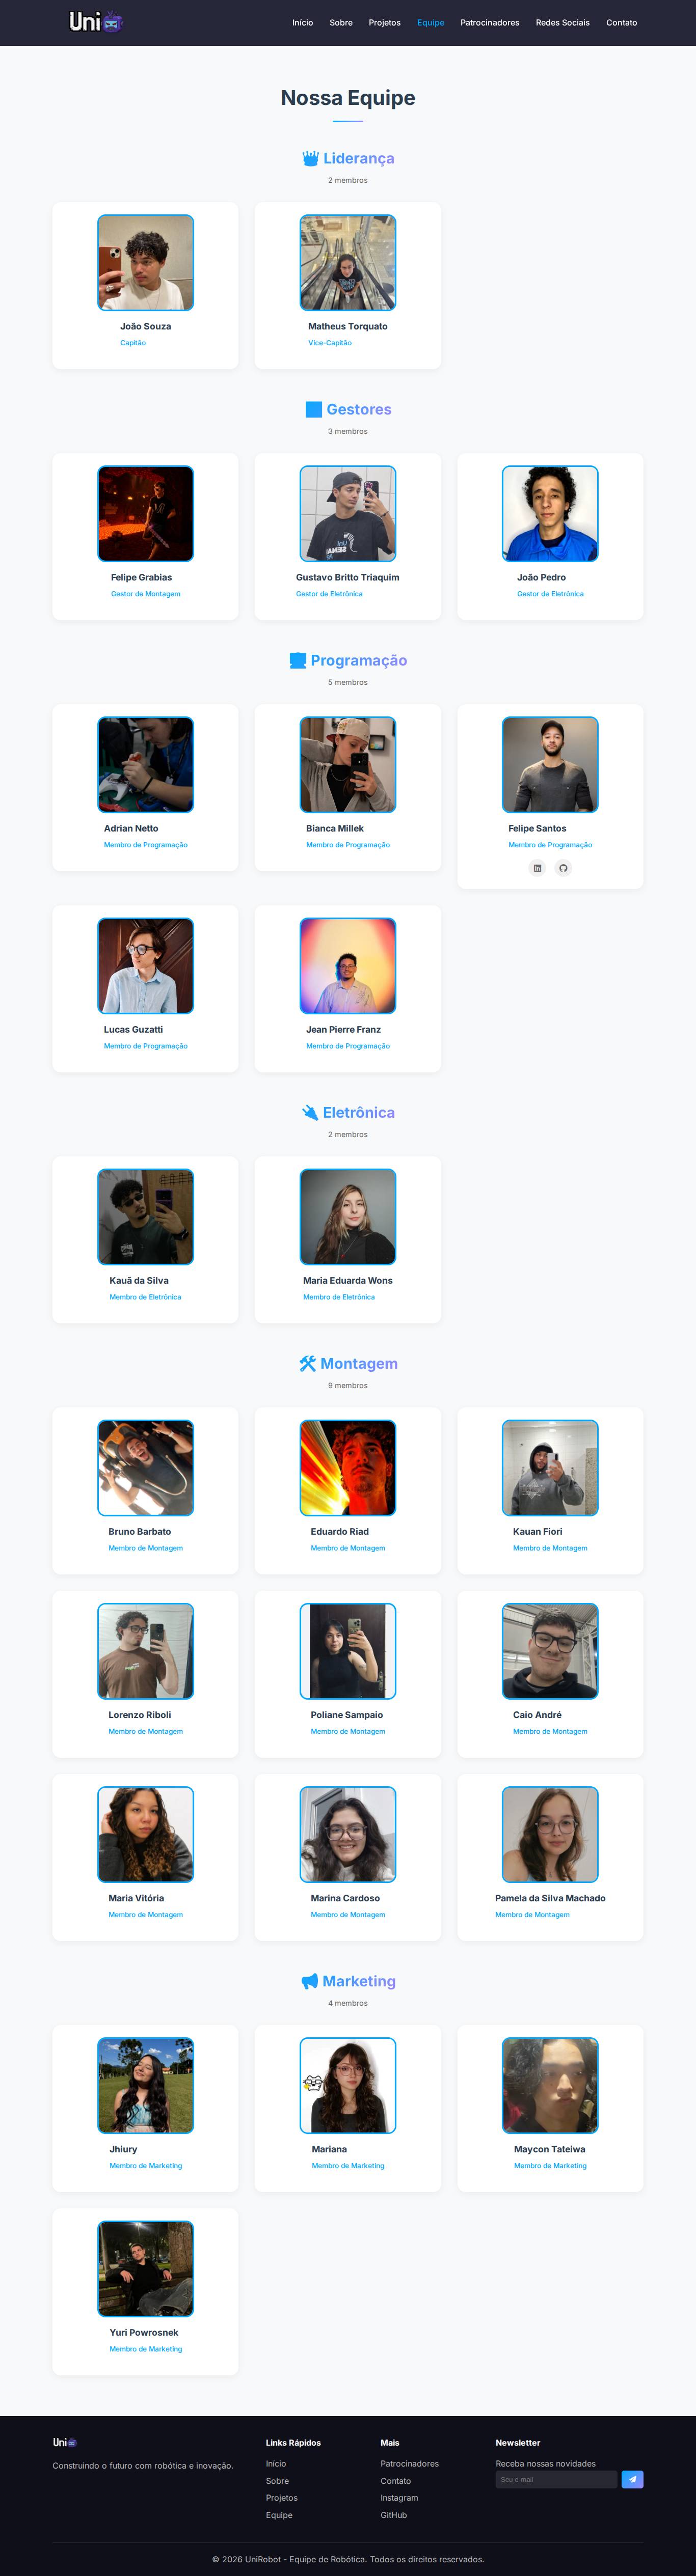 Uni
Início
Sobre
Projetos
Equipe
Patrocinadores
Redes Sociais
Contato
Nossa Equipe
Liderança
2 membros
João Souza
Capitão
Matheus Torquato
Vice-Capitão
Gestores
3 membros
Felipe Grabias
Gestor de Montagem
Gustavo Britto Triaquim
Gestor de Eletrônica
João Pedro
Gestor de Eletrônica
Programação
5 membros
Adrian Netto
Membro de Programação
Bianca Millek
Membro de Programação
Felipe Santos
Membro de Programação
Lucas Guzatti
Membro de Programação
Jean Pierre Franz
Membro de Programação
Eletrônica
2 membros
Kauã da Silva
Membro de Eletrônica
Maria Eduarda Wons
Membro de Eletrônica
Montagem
9 membros
Bruno Barbato
Membro de Montagem
Eduardo Riad
Membro de Montagem
Kauan Fiori
Membro de Montagem
Lorenzo Riboli
Membro de Montagem
Poliane Sampaio
Membro de Montagem
Caio André
Membro de Montagem
Maria Vitória
Membro de Montagem
Marina Cardoso
Membro de Montagem
Pamela da Silva Machado
Membro de Montagem
Marketing
4 membros
Jhiury
Membro de Marketing
Mariana
Membro de Marketing
Maycon Tateiwa
Membro de Marketing
Yuri Powrosnek
Membro de Marketing
Uni
Construindo o futuro com robótica e inovação.
Links Rápidos
Início
Sobre
Projetos
Equipe
Mais
Patrocinadores
Contato
Instagram
GitHub
Newsletter
Receba nossas novidades
Seu e-mail
© 2026 UniRobot - Equipe de Robótica. Todos os direitos reservados.